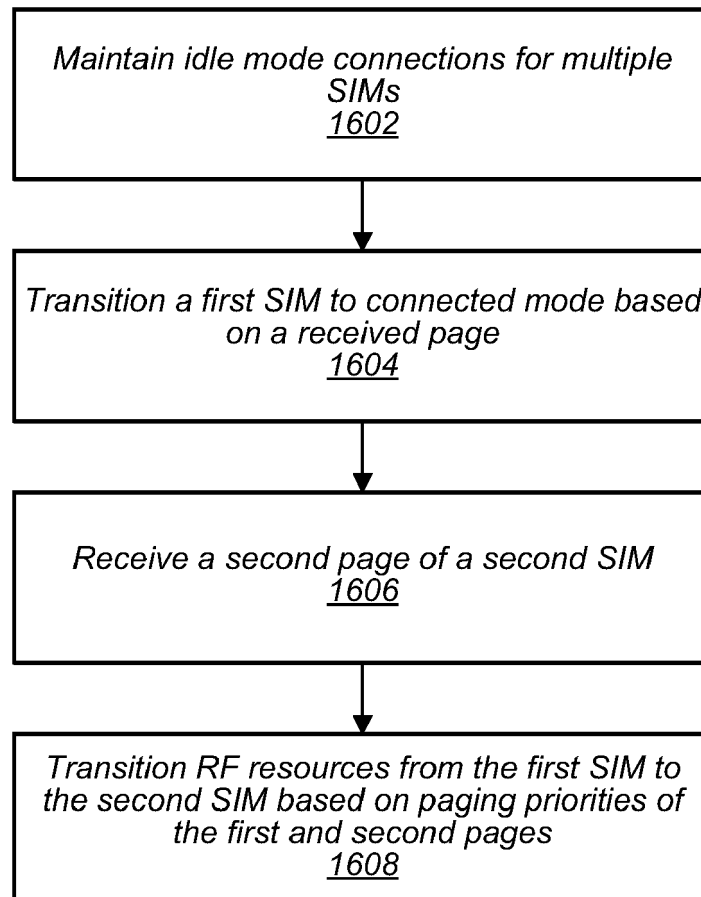 Maintain idle mode connections for multiple
SIMs
1602
Transition a first SIM to connected mode based
on a received page
1604
Receive a second page of a second SIM
1606
Transition RF resources from the first SIM to
the second SIM based on paging priorities of
the first and second pages
1608